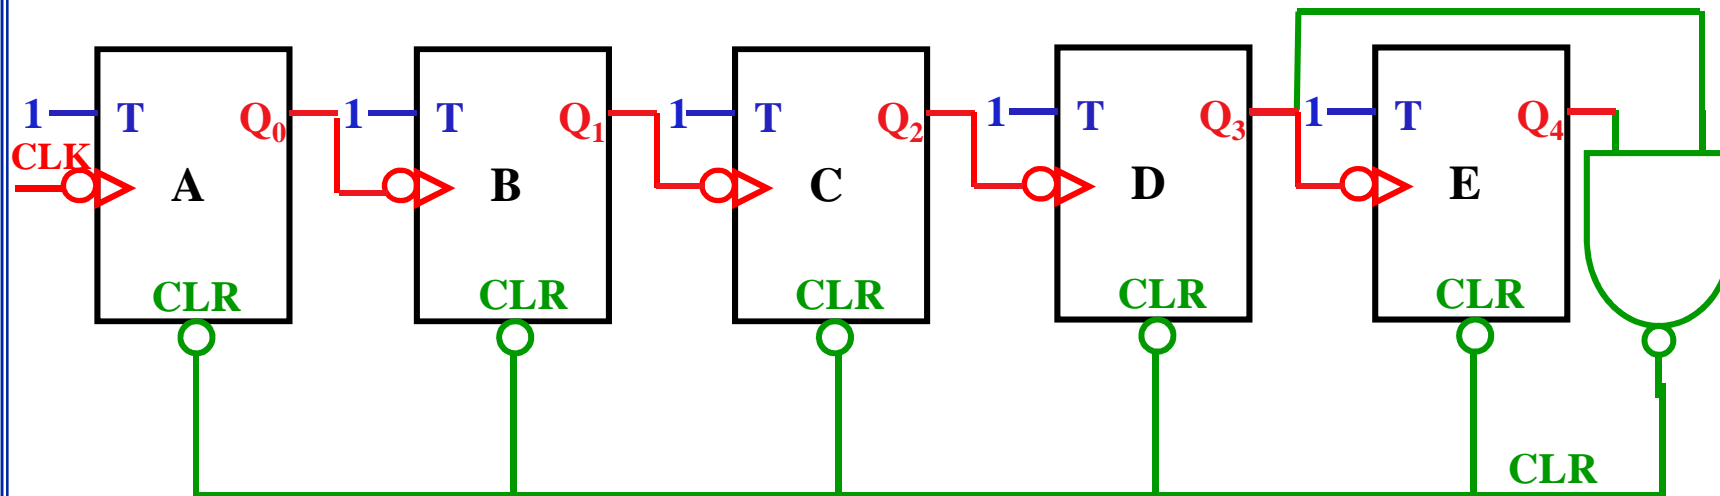 1 T Q0 1 T Q1 1 T Q2 1 T Q3 1 T Q4
CLK
A B C D E
CLR CLR CLR CLR CLR
CLR